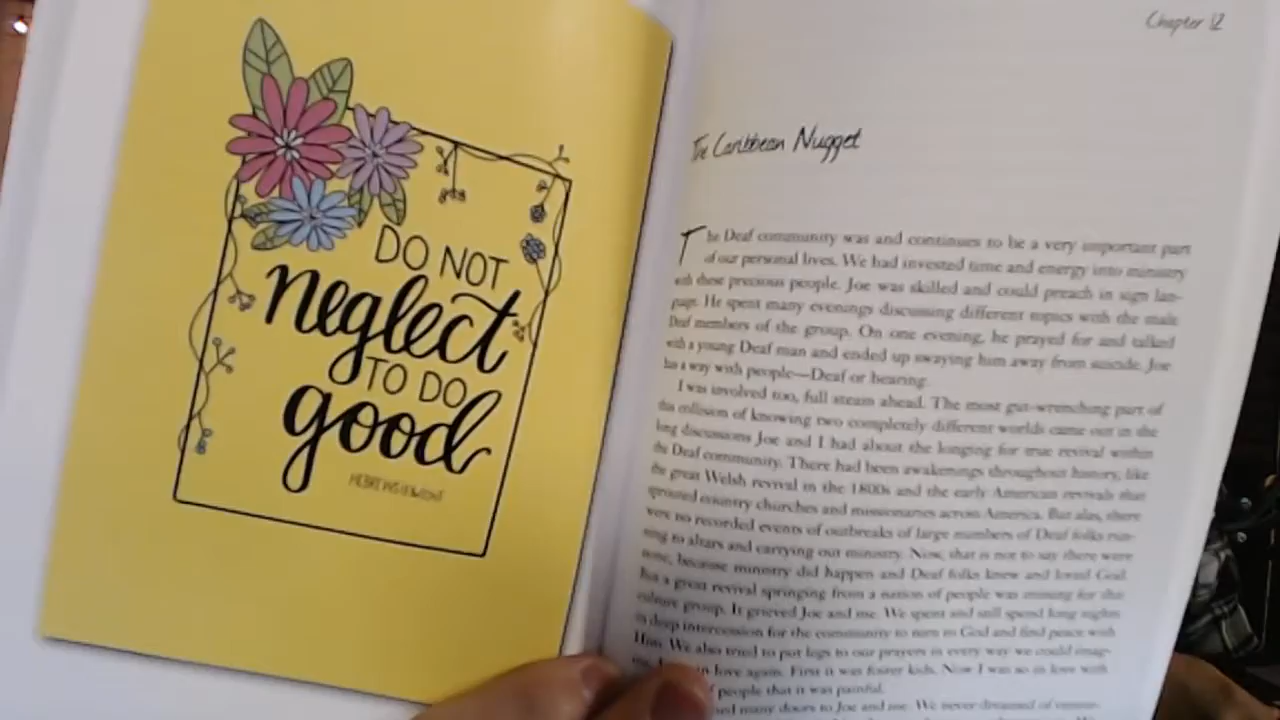 DO NOT
neglect
TO DO
good
Chapter 12
The Caribbean Nugget
The Deaf community was and continues to be a very important part
of our personal lives. We had invested time and energy into ministry
with these precious people. Joe was skilled and could preach in sign lan-
guage. He spent many evenings discussing different topics with the male
Deaf members of the group. On one evening, he prayed for and talked
with a young Deaf man and ended up swaying him away from suicide. Joe
has a way with people—Deaf or hearing.
I was involved too, full steam ahead. The most gut-wrenching part of
this collision of knowing two completely different worlds came out in the
long discussions Joe and I had about the longing for true revival within
the Deaf community. There had been awakenings throughout history, like
the great Welsh revival in the 1800s and the early American revivals that
sprouted country churches and missionaries across America. But alas, there
were no recorded events of outbreaks of large numbers of Deaf folks run-
ning to altars and carrying out ministry. Now, that is not to say there were
none, because ministry did happen and Deaf folks knew and loved God.
But a great revival springing from a nation of people was missing for this
culture group. It grieved Joe and me. We spent and still spend long nights
in deep intercession for the community to turn to God and find peace with
Him. We also tried to put legs to our prayers in every way we could imag-
in love again. First it was foster kids. Now I was so in love with
people that it was painful.
many doors to Joe and me. We never dreamed of